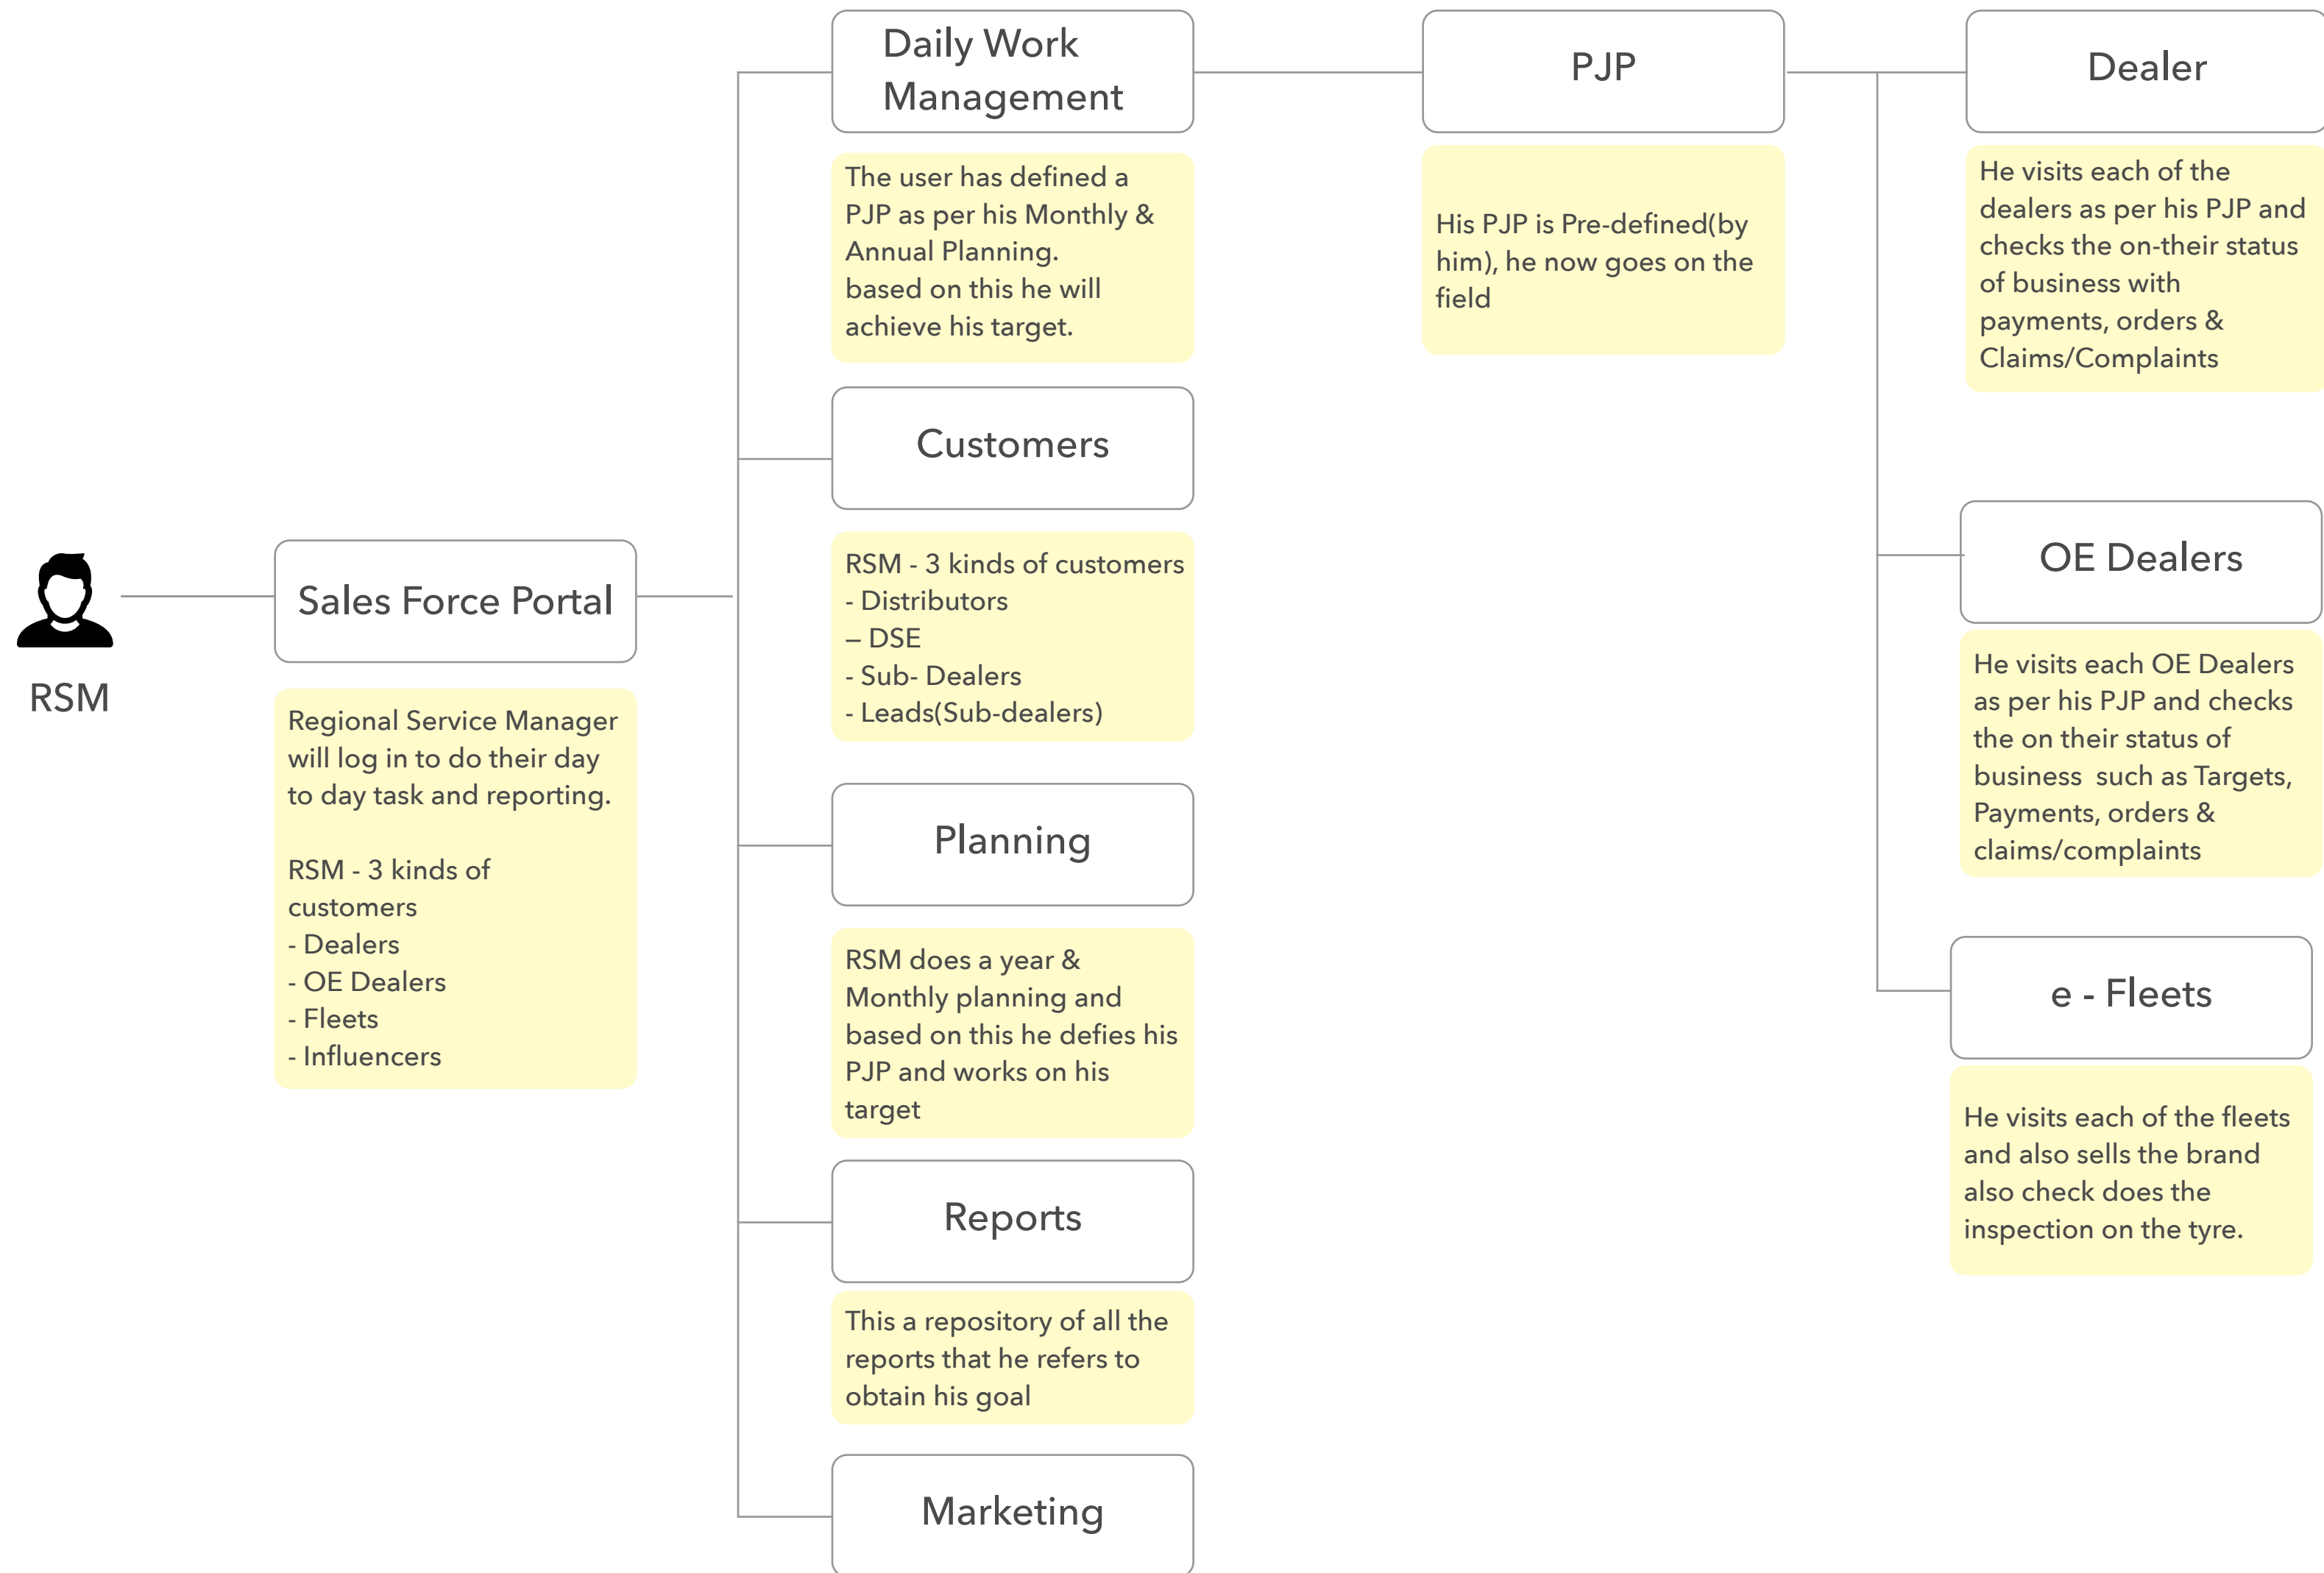 RSM
Sales Force Portal
Regional Service Manager
will log in to do their day
to day task and reporting.
RSM - 3 kinds of
customers
- Dealers
- OE Dealers
- Fleets
- Influencers
Daily Work
Management
The user has defined a
PJP as per his Monthly &
Annual Planning.
based on this he will
achieve his target.
Customers
RSM - 3 kinds of customers
- Distributors
– DSE
- Sub- Dealers
- Leads(Sub-dealers)
Planning
RSM does a year &
Monthly planning and
based on this he defies his
PJP and works on his
target
Reports
This a repository of all the
reports that he refers to
obtain his goal
Marketing
PJP
His PJP is Pre-defined(by
him), he now goes on the
field
Dealer
He visits each of the
dealers as per his PJP and
checks the on-their status
of business with
payments, orders &
Claims/Complaints
OE Dealers
He visits each OE Dealers
as per his PJP and checks
the on their status of
business  such as Targets,
Payments, orders &
claims/complaints
e - Fleets
He visits each of the fleets
and also sells the brand
also check does the
inspection on the tyre.